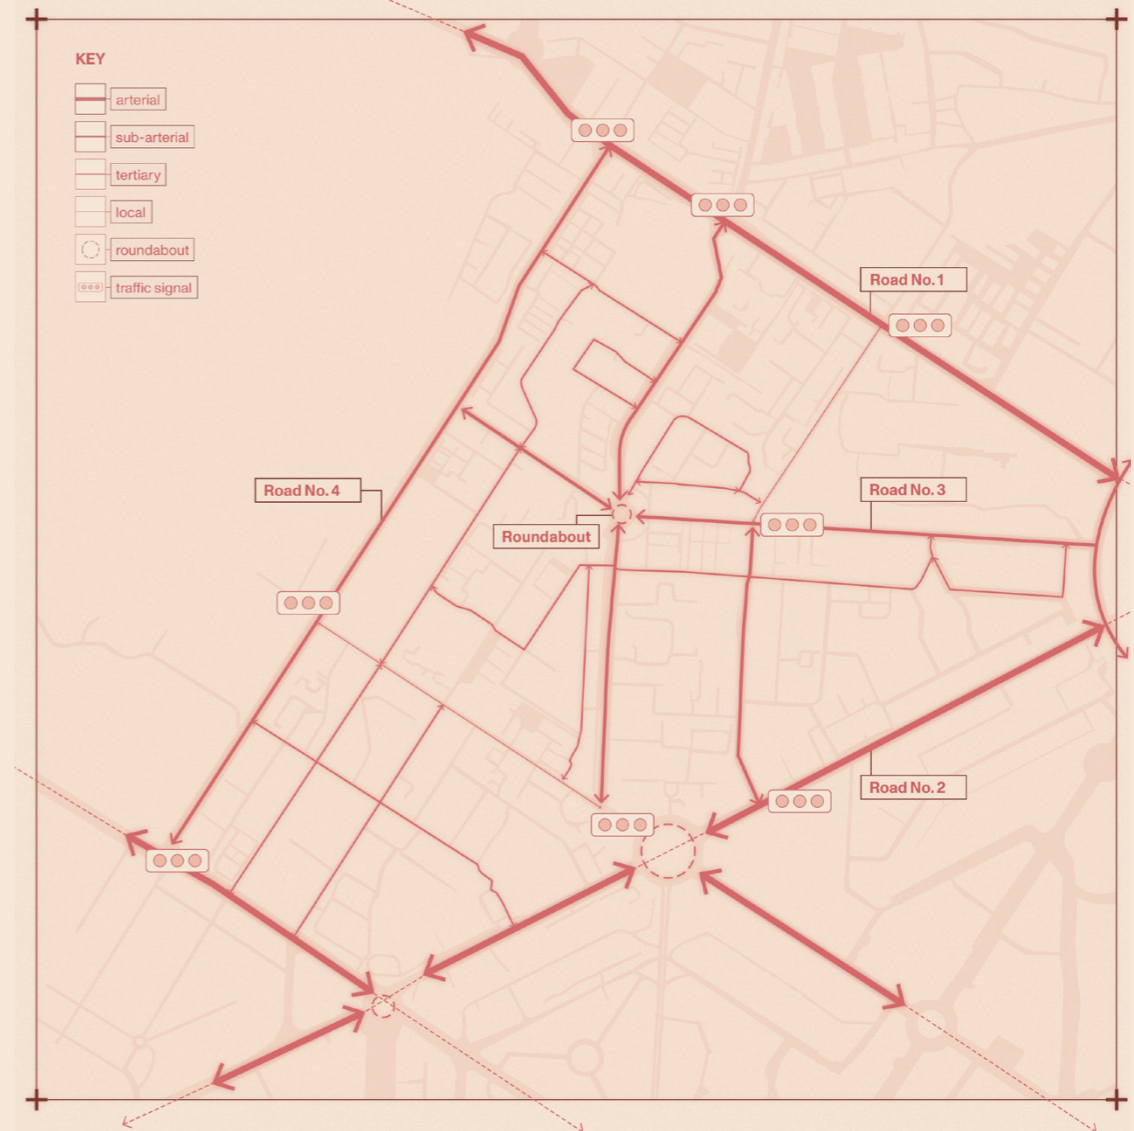 KEY
arterial
sub-arterial
tertiary
local
roundabout
traffic signal
Road No. 1
Road No. 4
Road No. 3
Roundabout
Road No. 2